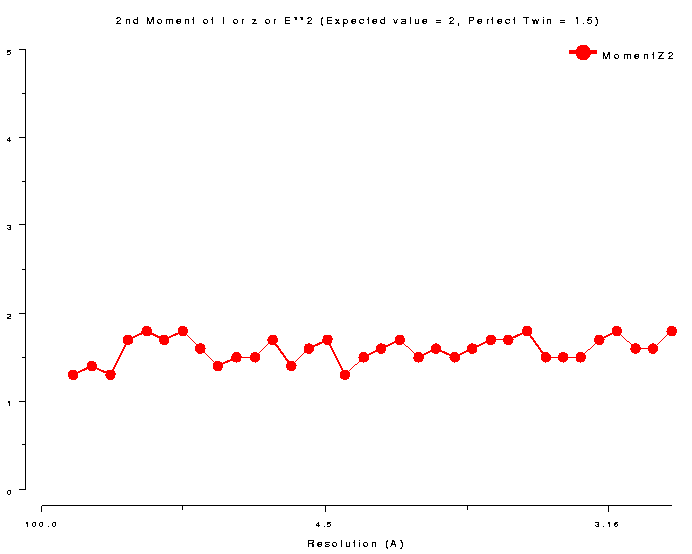 2nd Moment of I or z or E**2 (Expected value = 2, Perfect Twin = 1.5)
MomentZ2
5
4
3
2
1
0
100.0 4.5 3.16
Resolution (A)